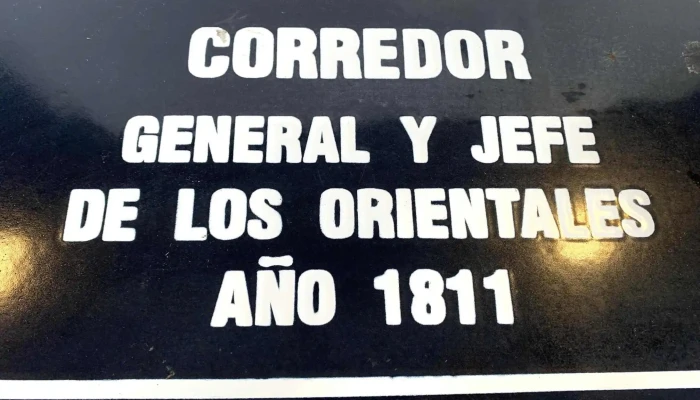 CORREDOR
GENERAL Y JEFE
DE LOS ORIENTALES
AÑO 1811